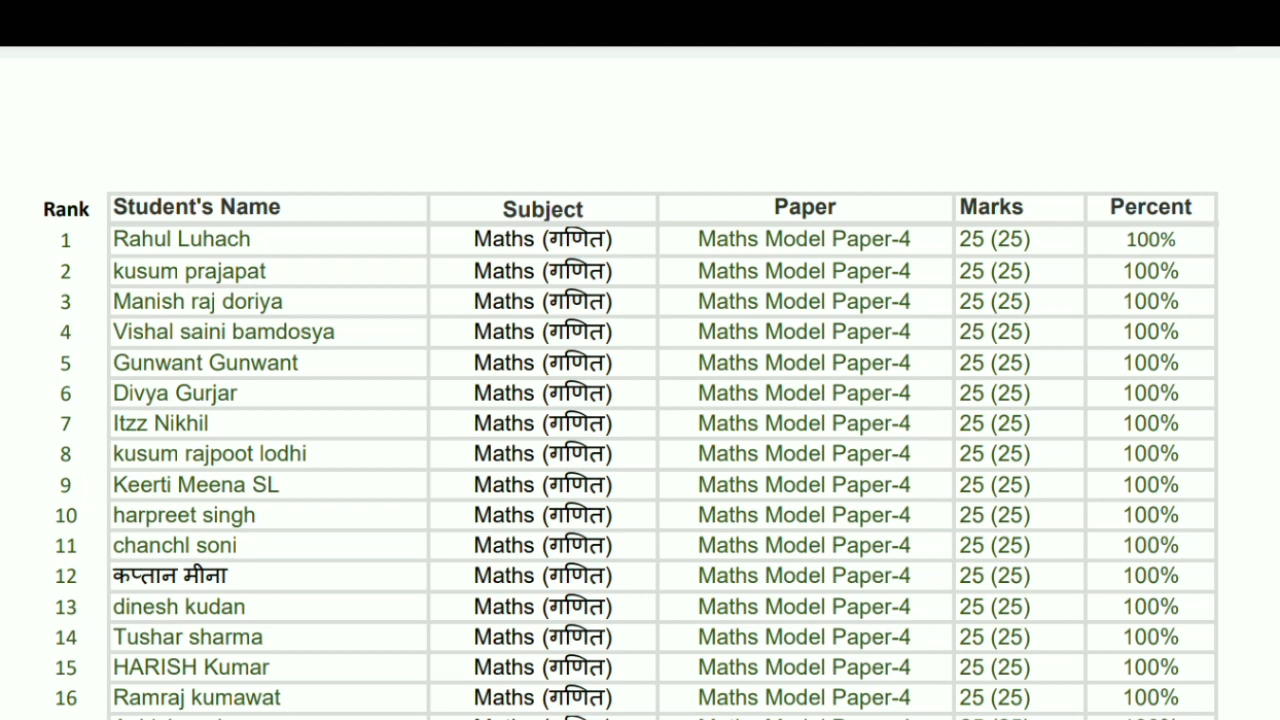 Rank Student's Name Subject Paper Marks Percent
1 Rahul Luhach Maths (गणित) Maths Model Paper-4 25 (25) 100%
2 kusum prajapat Maths (गणित) Maths Model Paper-4 25 (25) 100%
3 Manish raj doriya Maths (गणित) Maths Model Paper-4 25 (25) 100%
4 Vishal saini bamdosya Maths (गणित) Maths Model Paper-4 25 (25) 100%
5 Gunwant Gunwant Maths (गणित) Maths Model Paper-4 25 (25) 100%
6 Divya Gurjar Maths (गणित) Maths Model Paper-4 25 (25) 100%
7 Itzz Nikhil Maths (गणित) Maths Model Paper-4 25 (25) 100%
8 kusum rajpoot lodhi Maths (गणित) Maths Model Paper-4 25 (25) 100%
9 Keerti Meena SL Maths (गणित) Maths Model Paper-4 25 (25) 100%
10 harpreet singh Maths (गणित) Maths Model Paper-4 25 (25) 100%
11 chanchl soni Maths (गणित) Maths Model Paper-4 25 (25) 100%
12 कप्तान मीना Maths (गणित) Maths Model Paper-4 25 (25) 100%
13 dinesh kudan Maths (गणित) Maths Model Paper-4 25 (25) 100%
14 Tushar sharma Maths (गणित) Maths Model Paper-4 25 (25) 100%
15 HARISH Kumar Maths (गणित) Maths Model Paper-4 25 (25) 100%
16 Ramraj kumawat Maths (गणित) Maths Model Paper-4 25 (25) 100%